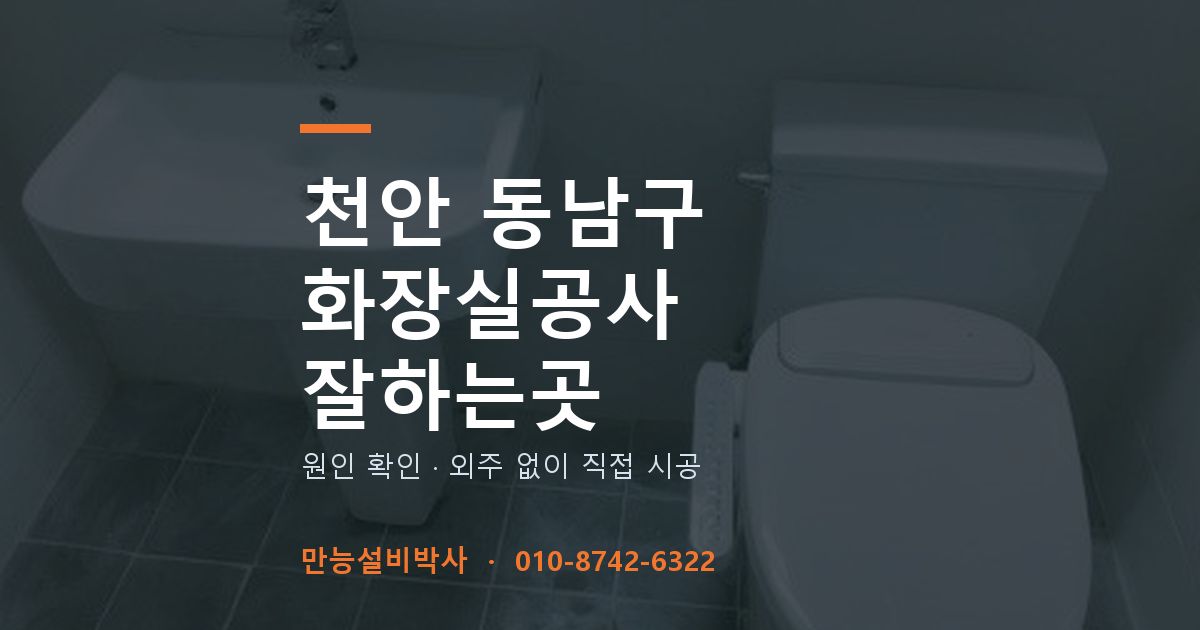 천안 동남구
화장실공사
잘하는곳
원인 확인 · 외주 없이 직접 시공
만능설비박사 · 010-8742-6322